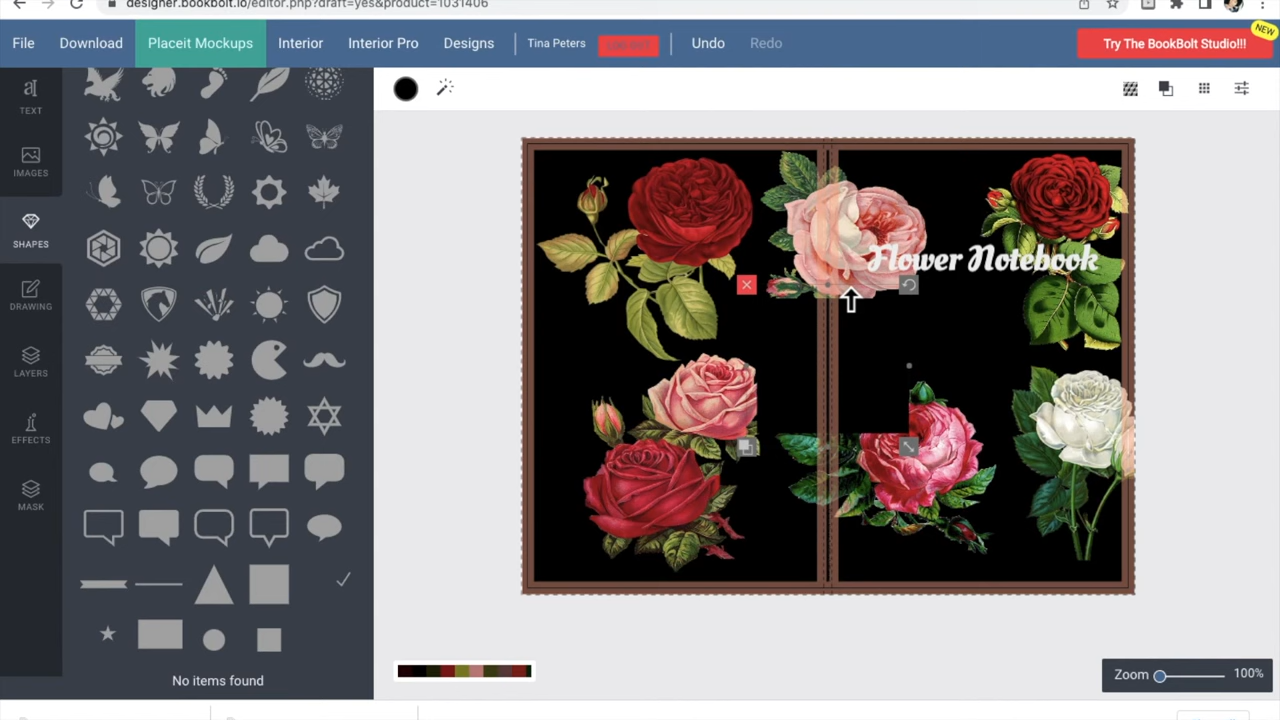 designer.bookbolt.io/editor.php?draft=yes&product=1031406
File Download Placeit Mockups Interior Interior Pro Designs Tina Peters Undo Redo Try The BookBolt Studio!!! NEW
TEXT
IMAGES
SHAPES
DRAWING
LAYERS
EFFECTS
MASK
Flower Notebook
No items found
Zoom 100%